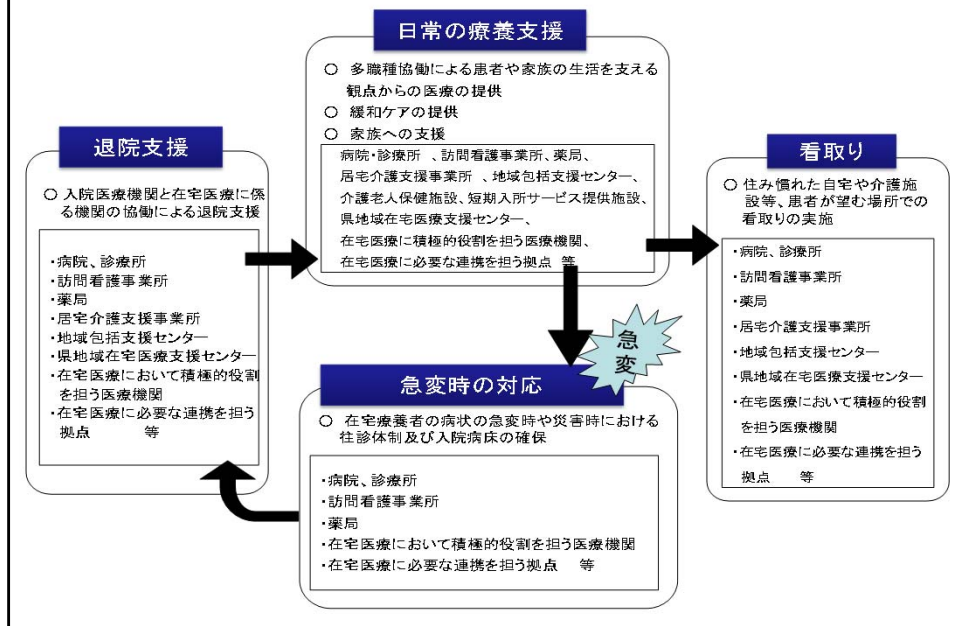 退院支援
○ 入院医療機関と在宅医療に係
る機関の協働による退院支援
・病院、診療所
・訪問看護事業所
・薬局
・居宅介護支援事業所
・地域包括支援センター
・県地域在宅医療支援センター
・在宅医療において積極的役割
を担う医療機関
・在宅医療に必要な連携を担う
拠点　等
日常の療養支援
○ 多職種協働による患者や家族の生活を支える
観点からの医療の提供
○ 緩和ケアの提供
○ 家族への支援
病院・診療所 、訪問看護事業所、薬局、
居宅介護支援事業所 、地域包括支援センター、
介護老人保健施設、短期入所サービス提供施設、
県地域在宅医療支援センター、
在宅医療に積極的役割を担う医療機関、
在宅医療に必要な連携を担う拠点 等
急変
急変時の対応
○ 在宅療養者の病状の急変時や災害時における
往診体制及び入院病床の確保
・病院、診療所
・訪問看護事業所
・薬局
・在宅医療において積極的役割を担う医療機関
・在宅医療に必要な連携を担う拠点　等
看取り
○ 住み慣れた自宅や介護施
設等、患者が望む場所での
看取りの実施
・病院、診療所
・訪問看護事業所
・薬局
・居宅介護支援事業所
・地域包括支援センター
・県地域在宅医療支援センター
・在宅医療において積極的役割
を担う医療機関
・在宅医療に必要な連携を担う
拠点　等